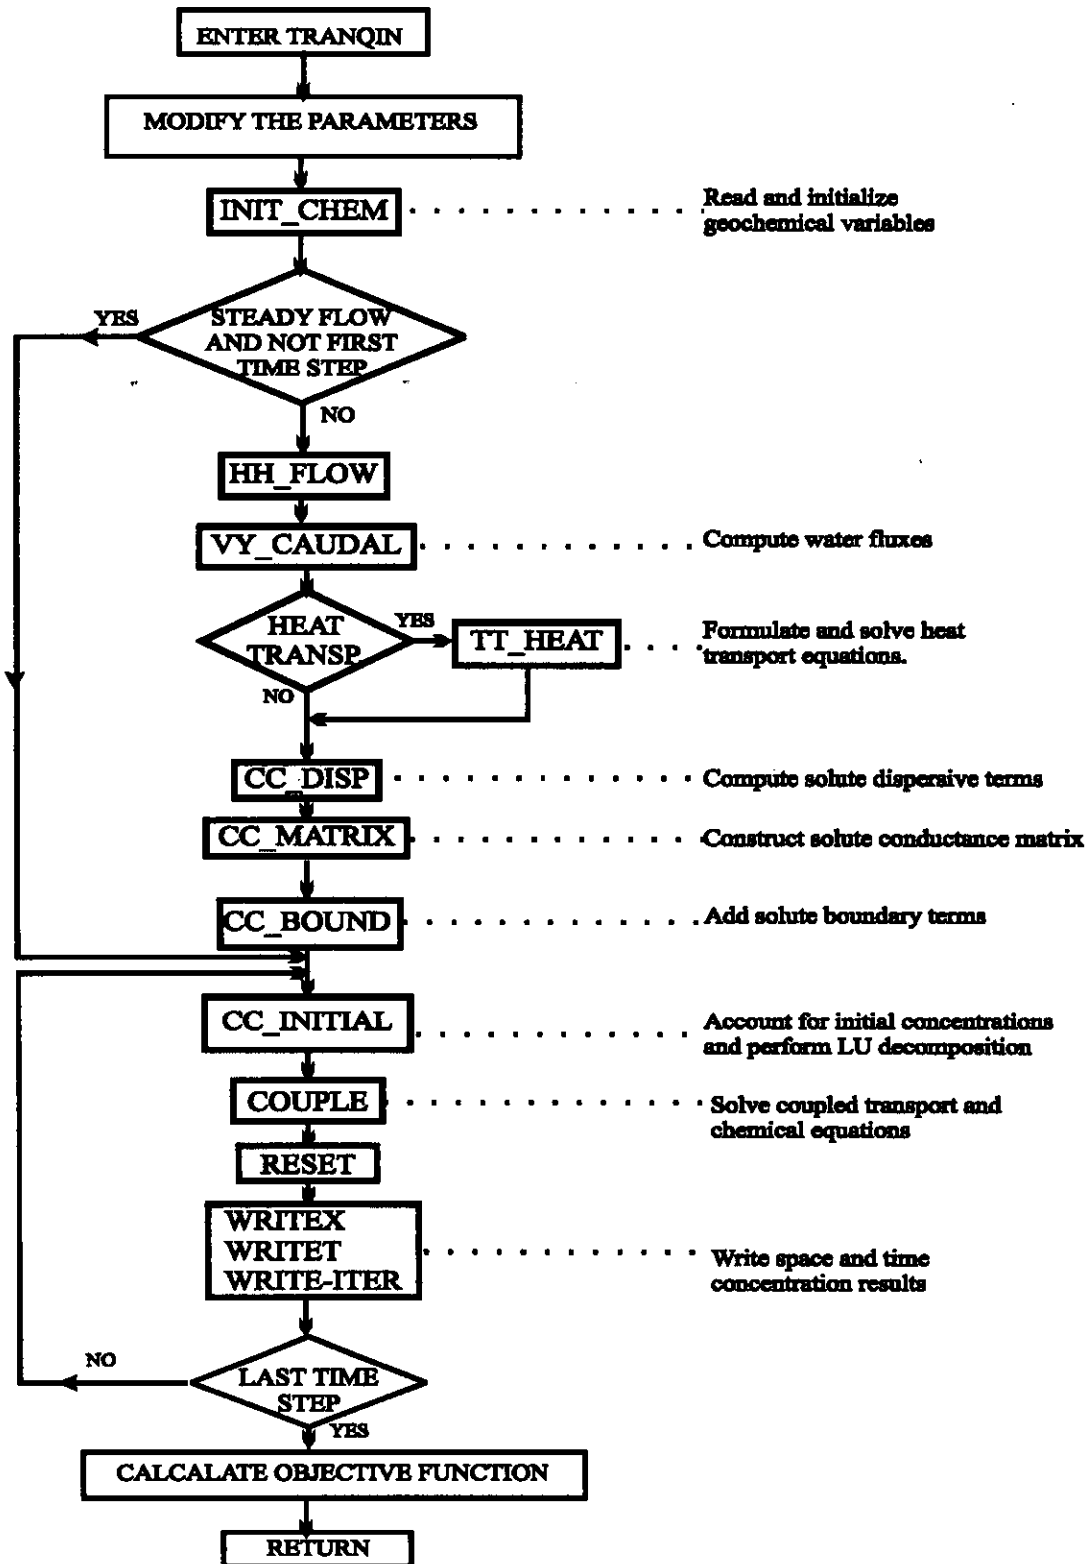 ENTER TRANQIN
MODIFY THE PARAMETERS
INIT_CHEM
Read and initialize
geochemical variables
YES
STEADY FLOW
AND NOT FIRST
TIME STEP
NO
HH_FLOW
VY_CAUDAL
Compute water fluxes
HEAT
TRANSP.
YES
TT_HEAT
Formulate and solve heat
transport equations.
NO
CC_DISP
Compute solute dispersive terms
CC_MATRIX
Construct solute conductance matrix
CC_BOUND
Add solute boundary terms
CC_INITIAL
Account for initial concentrations
and perform LU decomposition
COUPLE
Solve coupled transport and
chemical equations
RESET
WRITEX
WRITET
WRITE-ITER
Write space and time
concentration results
NO
LAST TIME
STEP
YES
CALCALATE OBJECTIVE FUNCTION
RETURN